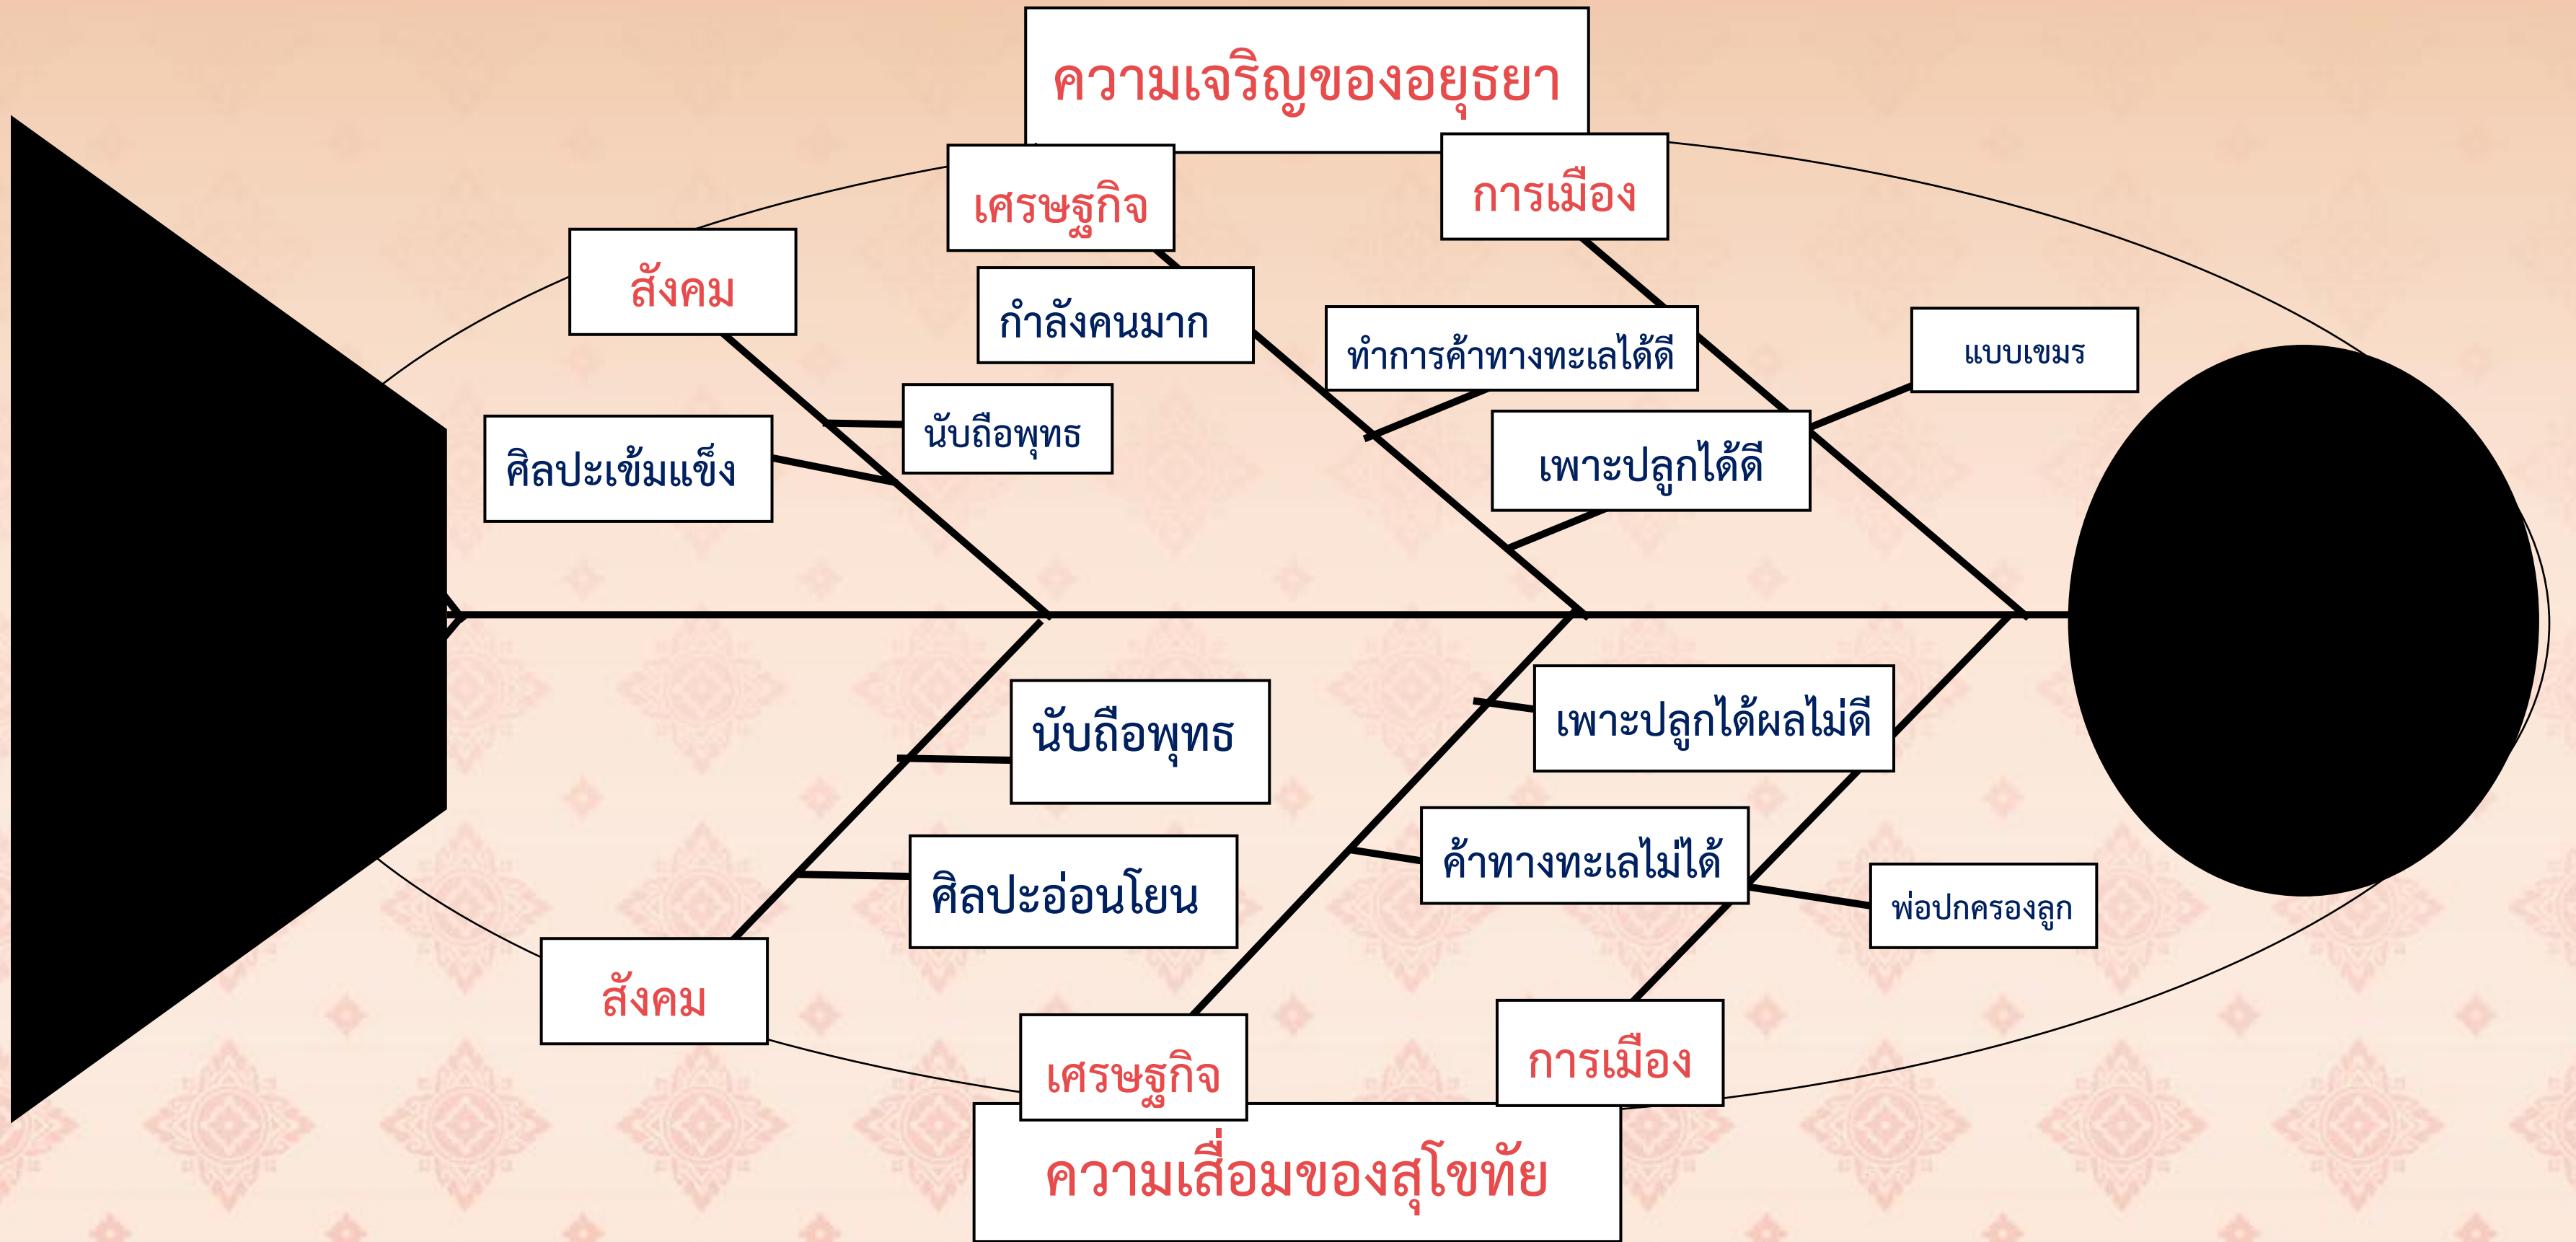 ความเจริญของอยุธยา
เศรษฐกิจ
การเมือง
สังคม
กำลังคนมาก
ทำการค้าทางทะเลได้ดี
แบบเขมร
นับถือพุทธ
ศิลปะเข้มแข็ง
เพาะปลูกได้ดี
นับถือพุทธ
เพาะปลูกได้ผลไม่ดี
ศิลปะอ่อนโยน
ค้าทางทะเลไม่ได้
พ่อปกครองลูก
สังคม
เศรษฐกิจ
การเมือง
ความเสื่อมของสุโขทัย